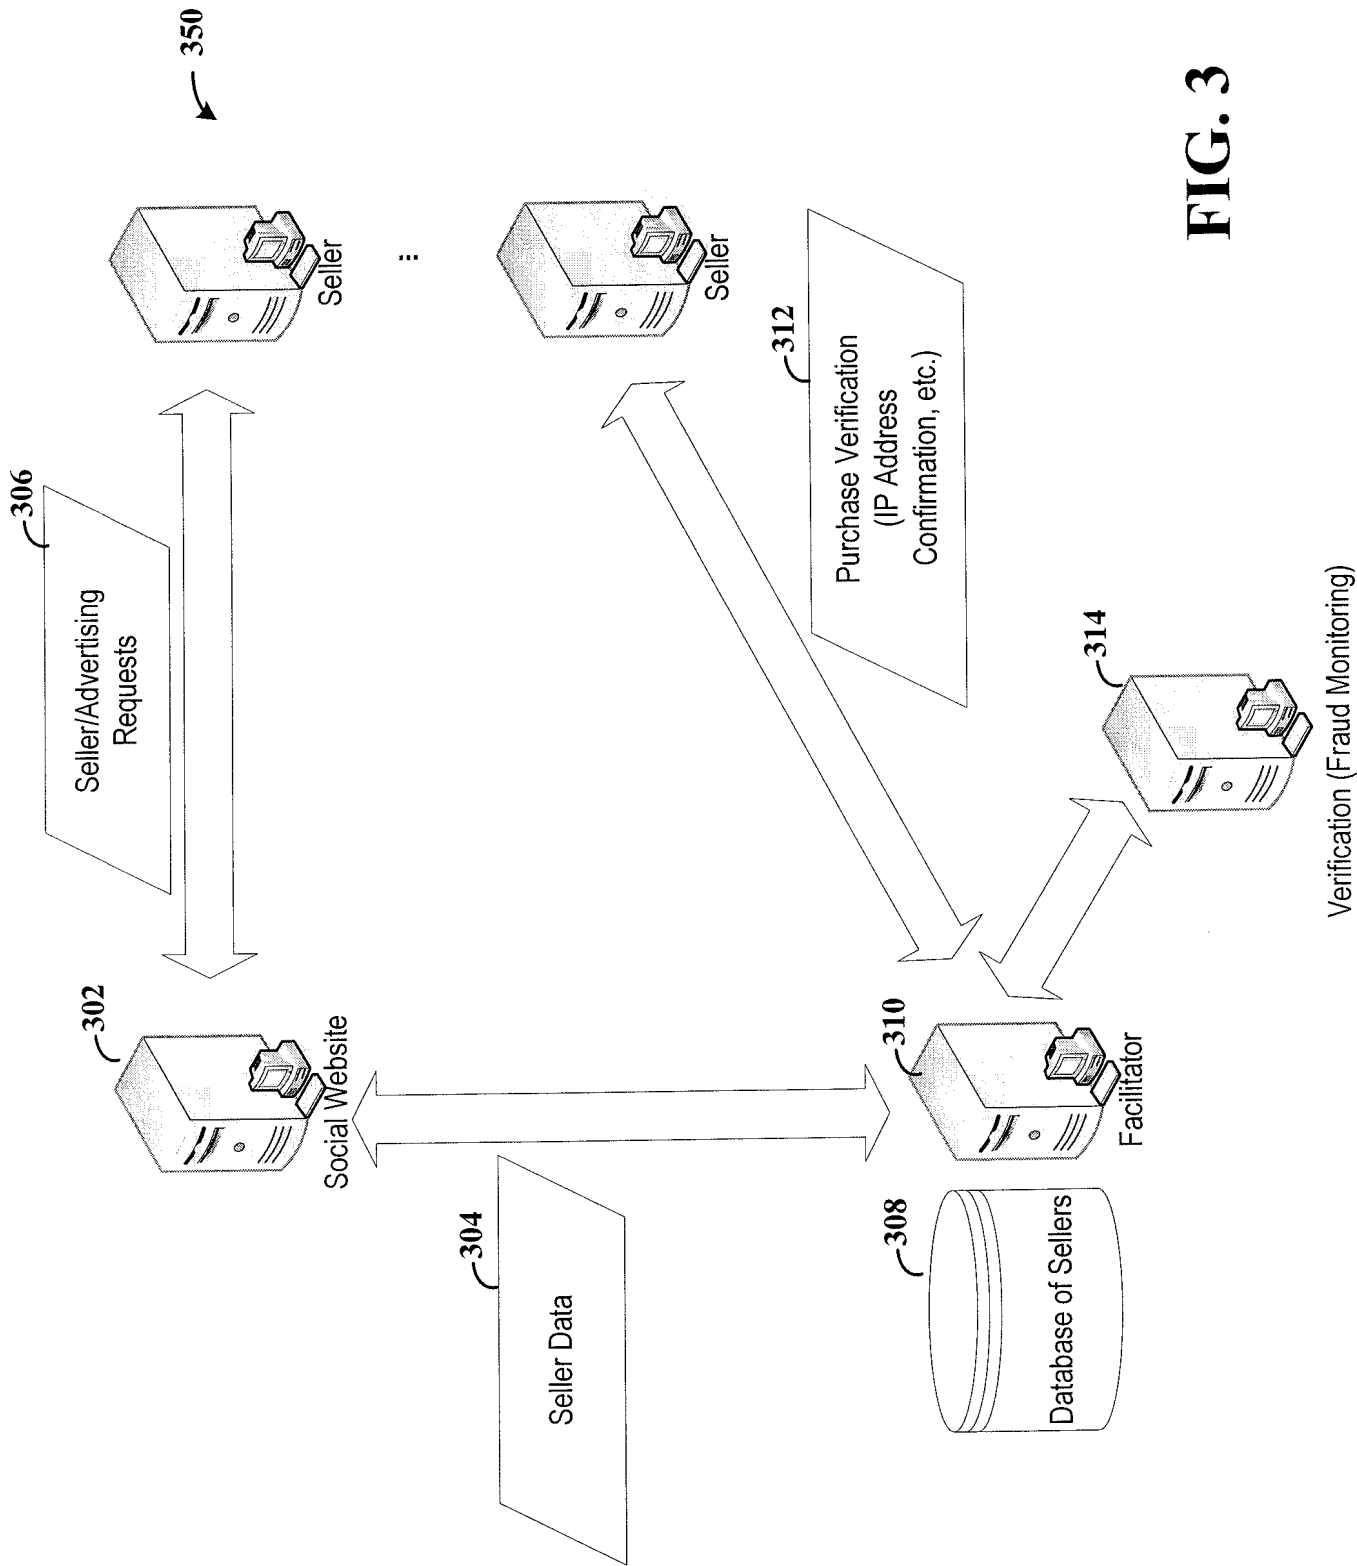 350
306
Seller/Advertising
Requests
Seller
...
Seller
302
Social Website
304
Seller Data
312
Purchase Verification
(IP Address
Confirmation, etc.)
310
Facilitator
308
Database of Sellers
314
Verification (Fraud Monitoring)
FIG. 3